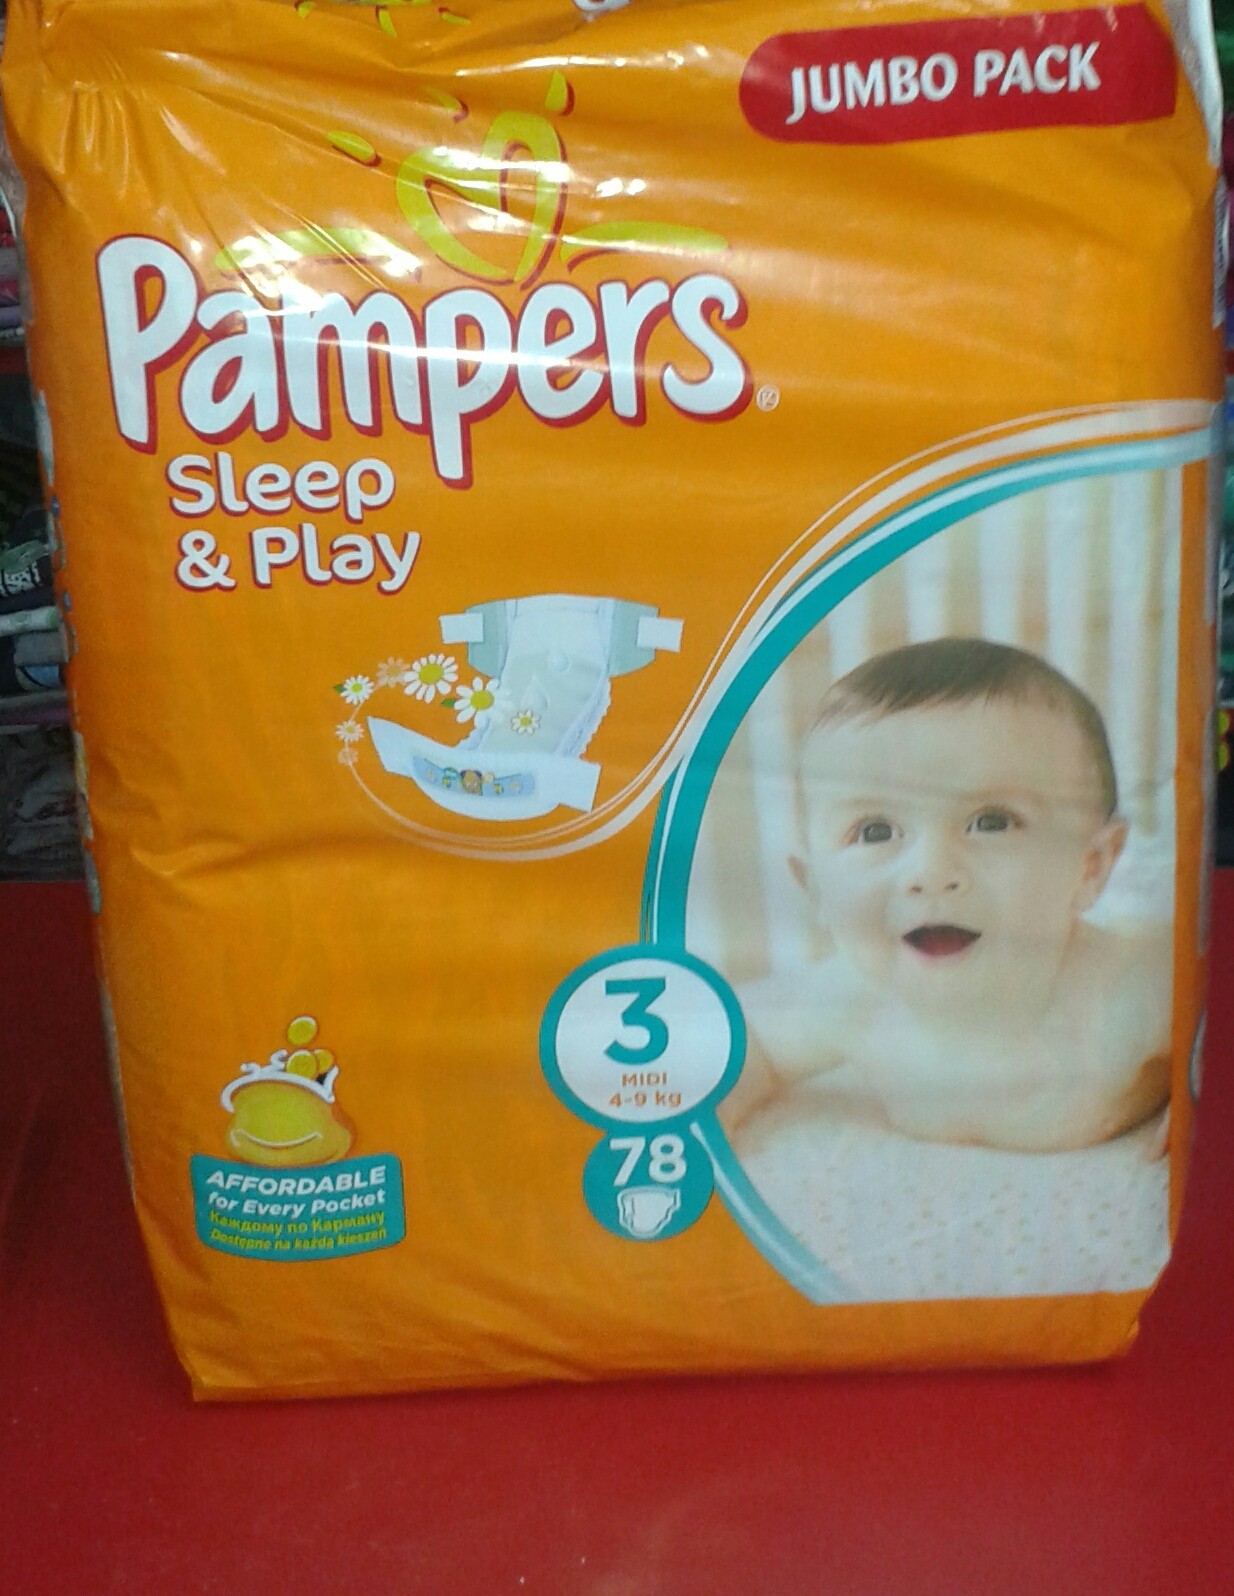 JUMBO PACK
Pampers
Sleep
& Play
3
MIDI
4-9 kg
78
AFFORDABLE
for Every Pocket
Каждому по Карману
Dostępne na każdą kieszeń